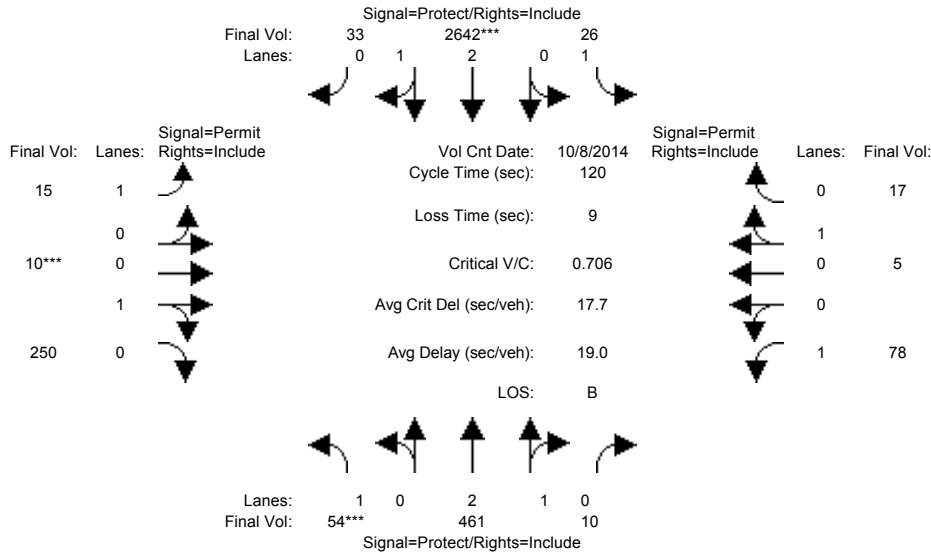 Signal=Protect/Rights=Include
Final Vol: 33 2642*** 26
Lanes: 0 1 2 0 1
Signal=Permit Signal=Permit
Final Vol: Lanes: Rights=Include Vol Cnt Date: 10/8/2014 Rights=Include Lanes: Final Vol:
Cycle Time (sec): 120
15 1 0 17
Loss Time (sec): 9
0 1
10*** 0 Critical V/C: 0.706 0 5
1 Avg Crit Del (sec/veh): 17.7 0
250 0 Avg Delay (sec/veh): 19.0 1 78
LOS: B
Lanes: 1 0 2 1 0
Final Vol: 54*** 461 10
Signal=Protect/Rights=Include